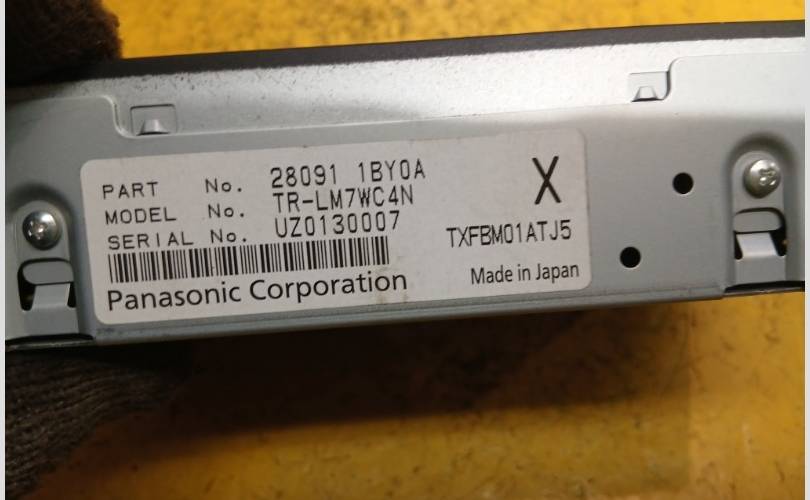 PART No. 28091 1BY0A
MODEL No. TR-LM7WC4N
SERIAL No. UZ0130007
X
TXFBM01ATJ5
Panasonic Corporation
Made in Japan